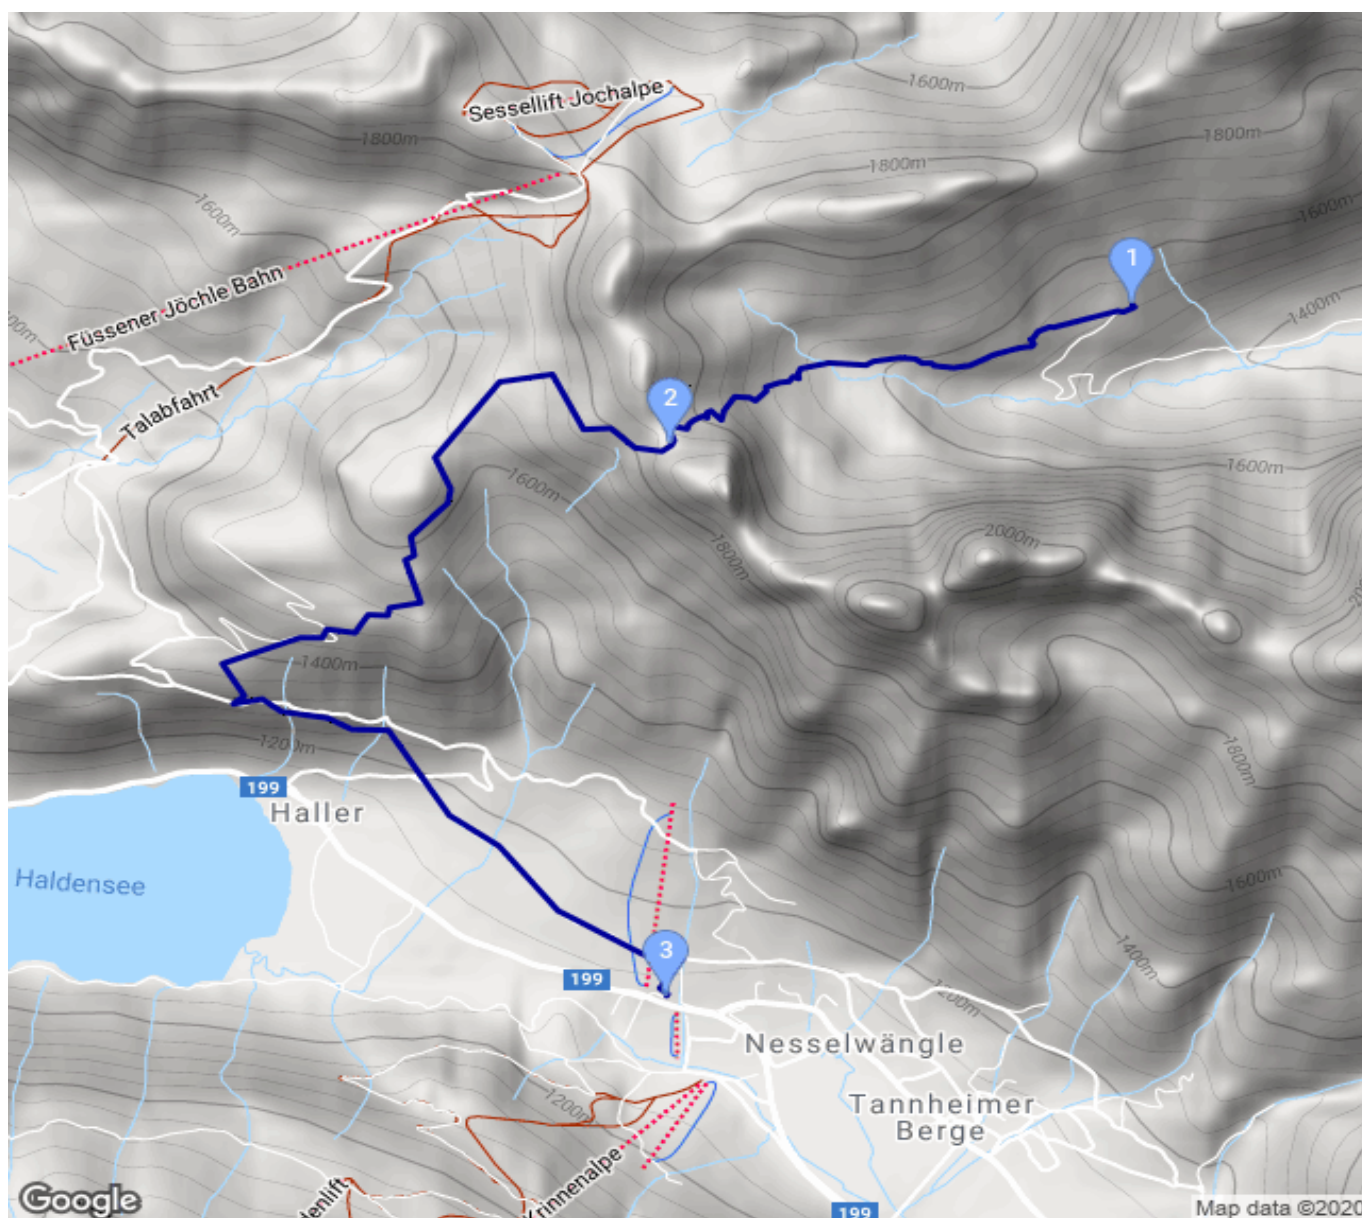 1600m
Sessellift Jochalpe
1800m
1800m
1800m
1600m
1600m
1
Füssener Jöchle Bahn
1400m
2
Talabfahrt
1600m
1600m
2000m
1800m
1400m
1200m
1800m
199
Haller
Haldensee
1600m
3
1400m
199
1200m
Nesselwängle
1200m
Tannheimer
Berge
Krinnenalpe
denlift
Google
199
Map data ©2020